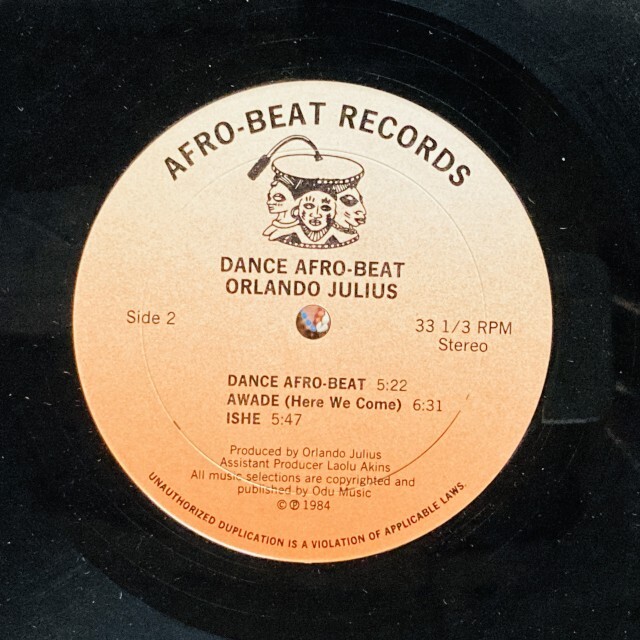 AFRO-BEAT RECORDS
DANCE AFRO-BEAT
ORLANDO JULIUS
Side 2
33 1/3 RPM
Stereo
DANCE AFRO-BEAT 5:22
AWADE (Here We Come) 6:31
ISHE 5:47
Produced by Orlando Julius
Assistant Producer Laolu Akins
All music selections are copyrighted and
published by Odu Music
© ℗ 1984
UNAUTHORIZED DUPLICATION IS A VIOLATION OF APPLICABLE LAWS.